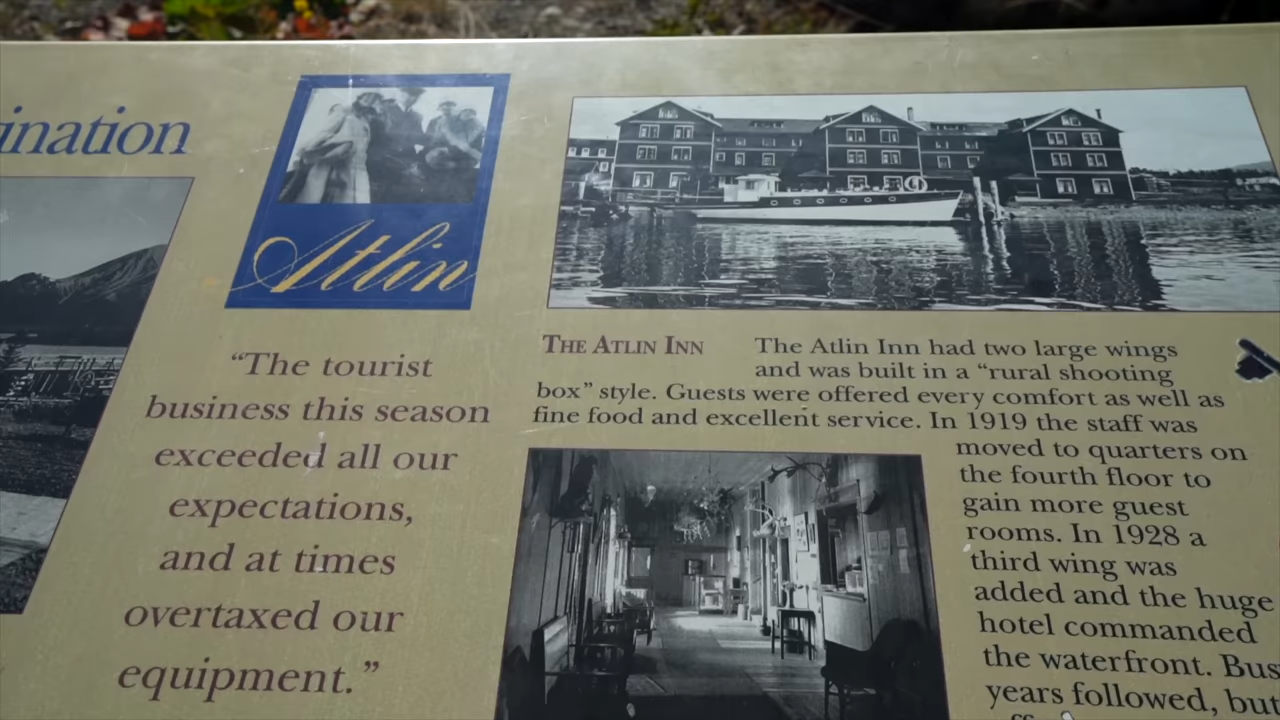 Atlin
"The tourist
business this season
exceeded all our
expectations,
and at times
overtaxed our
equipment."
THE ATLIN INN The Atlin Inn had two large wings
and was built in a "rural shooting
box" style. Guests were offered every comfort as well as
fine food and excellent service. In 1919 the staff was
moved to quarters on
the fourth floor to
gain more guest
rooms. In 1928 a
third wing was
added and the huge
hotel commanded
the waterfront.
years followed, but